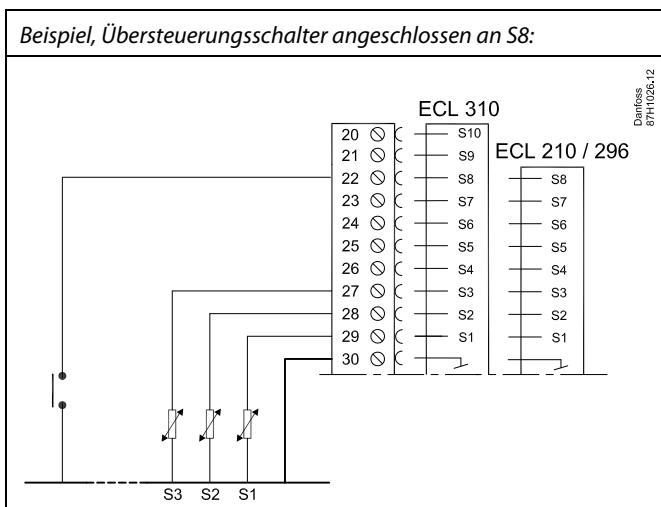 Beispiel, Übersteuerungsschalter angeschlossen an S8:
Danfoss
87H1026.12
ECL 310
ECL 210 / 296
20 S10
21 S9
22 S8 S8
23 S7 S7
24 S6 S6
25 S5 S5
26 S4 S4
27 S3 S3
28 S2 S2
29 S1 S1
30
S3 S2 S1